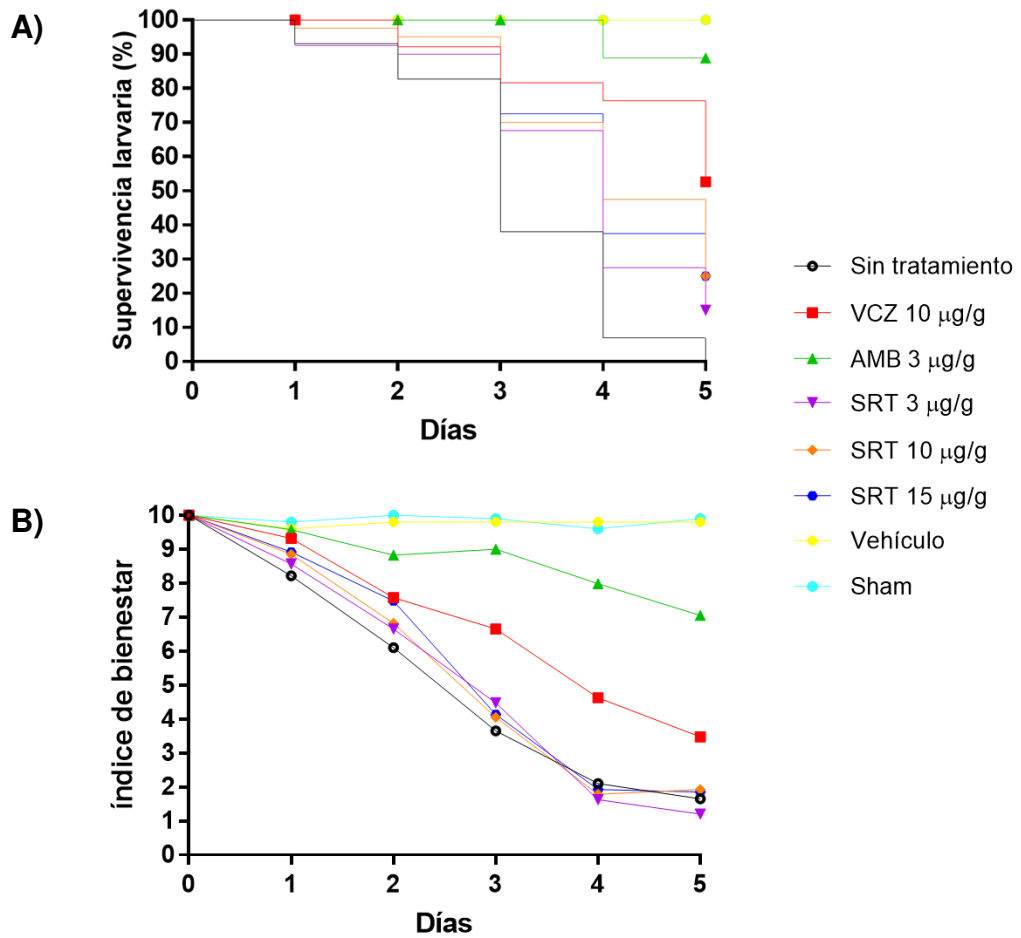 A)
Supervivencia larvaria (%)
100
90
80
70
60
50
40
30
20
10
0
0 1 2 3 4 5
Días
Sin tratamiento
VCZ 10 μg/g
AMB 3 μg/g
SRT 3 μg/g
SRT 10 μg/g
SRT 15 μg/g
Vehículo
Sham
B)
índice de bienestar
10
9
8
7
6
5
4
3
2
1
0
0 1 2 3 4 5
Días